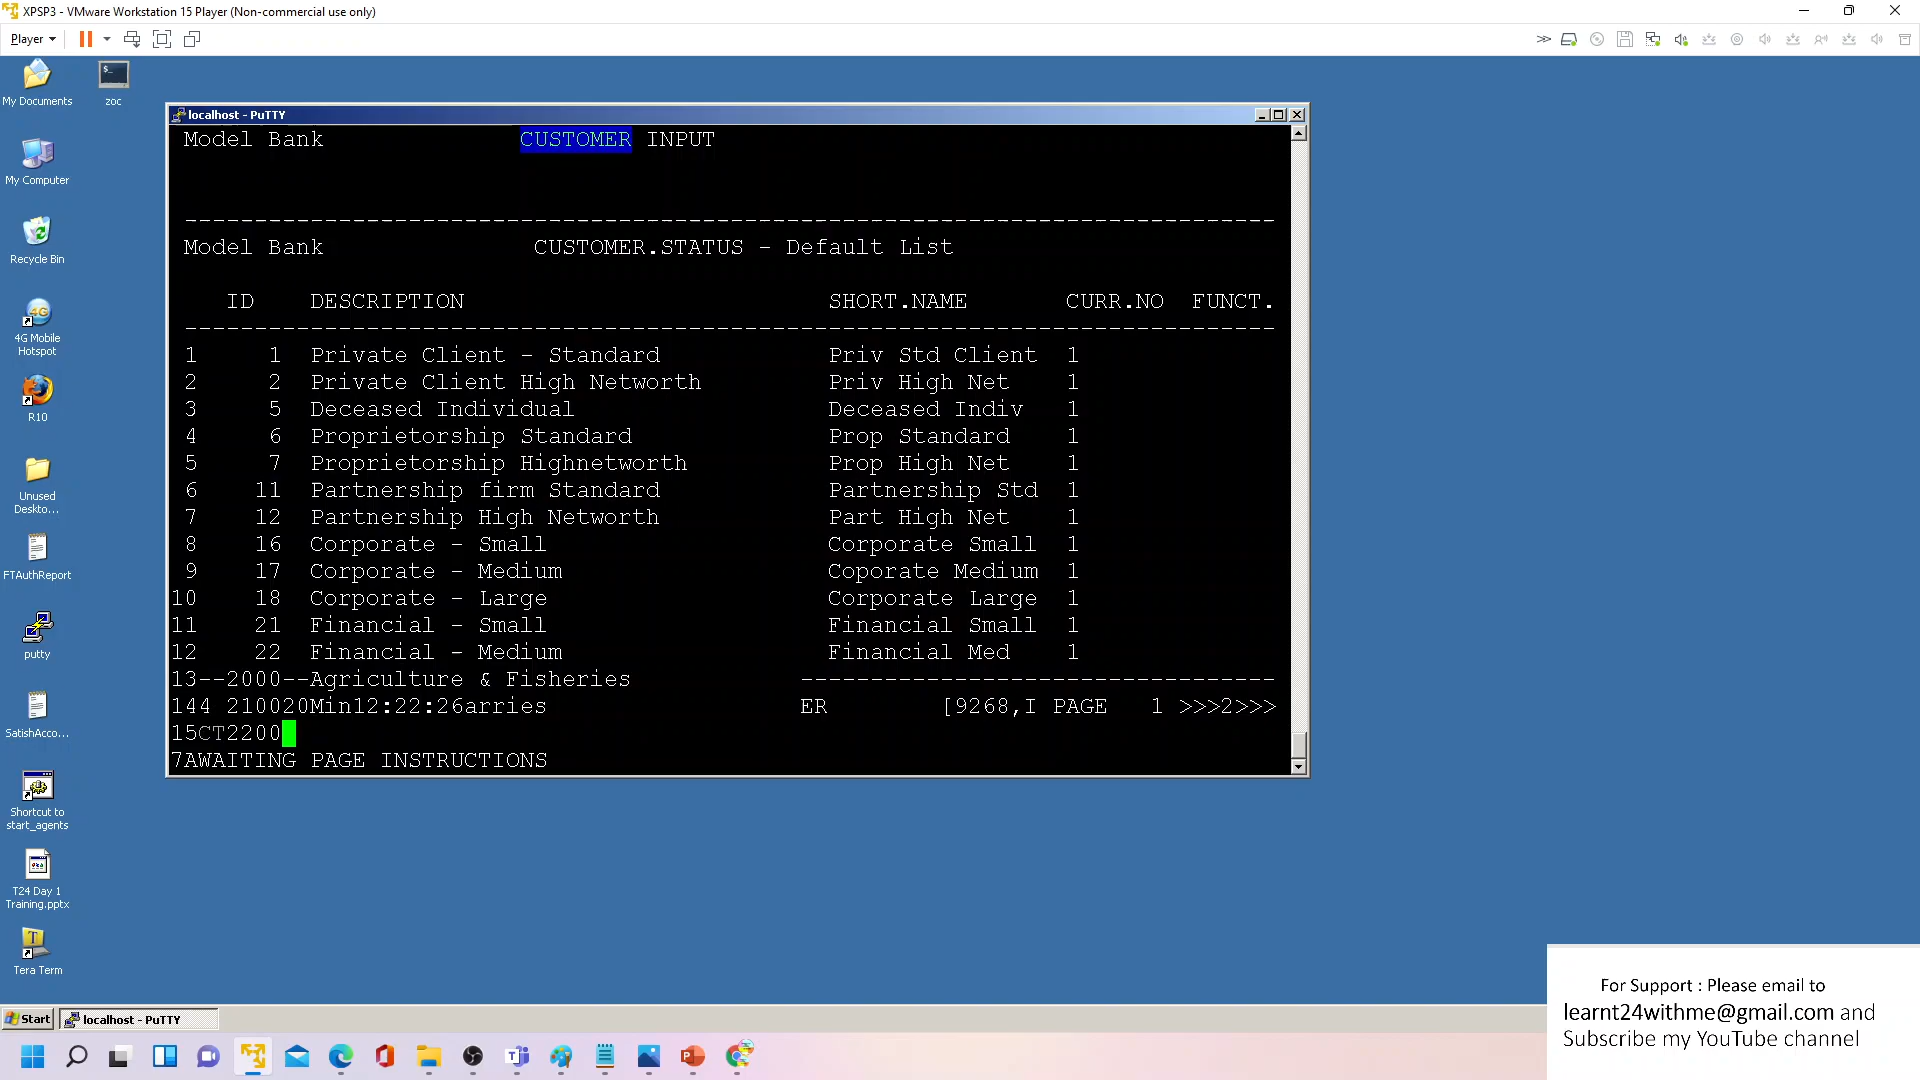 XPSP3 - VMware Workstation 15 Player (Non-commercial use only)
Player
My Documents
zoc
My Computer
Recycle Bin
4G Mobile
Hotspot
R10
Unused
Deskto...
FTAuthReport
putty
SatishAcco...
Shortcut to
start_agents
T24 Day 1
Training.pptx
Tera Term
localhost - PuTTY
Model Bank CUSTOMER INPUT
Model Bank CUSTOMER.STATUS - Default List
ID DESCRIPTION SHORT.NAME CURR.NO FUNCT.
1 1 Private Client - Standard Priv Std Client 1
2 2 Private Client High Networth Priv High Net 1
3 5 Deceased Individual Deceased Indiv 1
4 6 Proprietorship Standard Prop Standard 1
5 7 Proprietorship Highnetworth Prop High Net 1
6 11 Partnership firm Standard Partnership Std 1
7 12 Partnership High Networth Part High Net 1
8 16 Corporate - Small Corporate Small 1
9 17 Corporate - Medium Coporate Medium 1
10 18 Corporate - Large Corporate Large 1
11 21 Financial - Small Financial Small 1
12 22 Financial - Medium Financial Med 1
13--2000--Agriculture & Fisheries ----------------------------------
144 210020Min12:22:26arries ER [9268,I PAGE 1 >>>2>>>
15CT2200
7AWAITING PAGE INSTRUCTIONS
Start
localhost - PuTTY
For Support : Please email to
learnt24withme@gmail.com and
Subscribe my YouTube channel